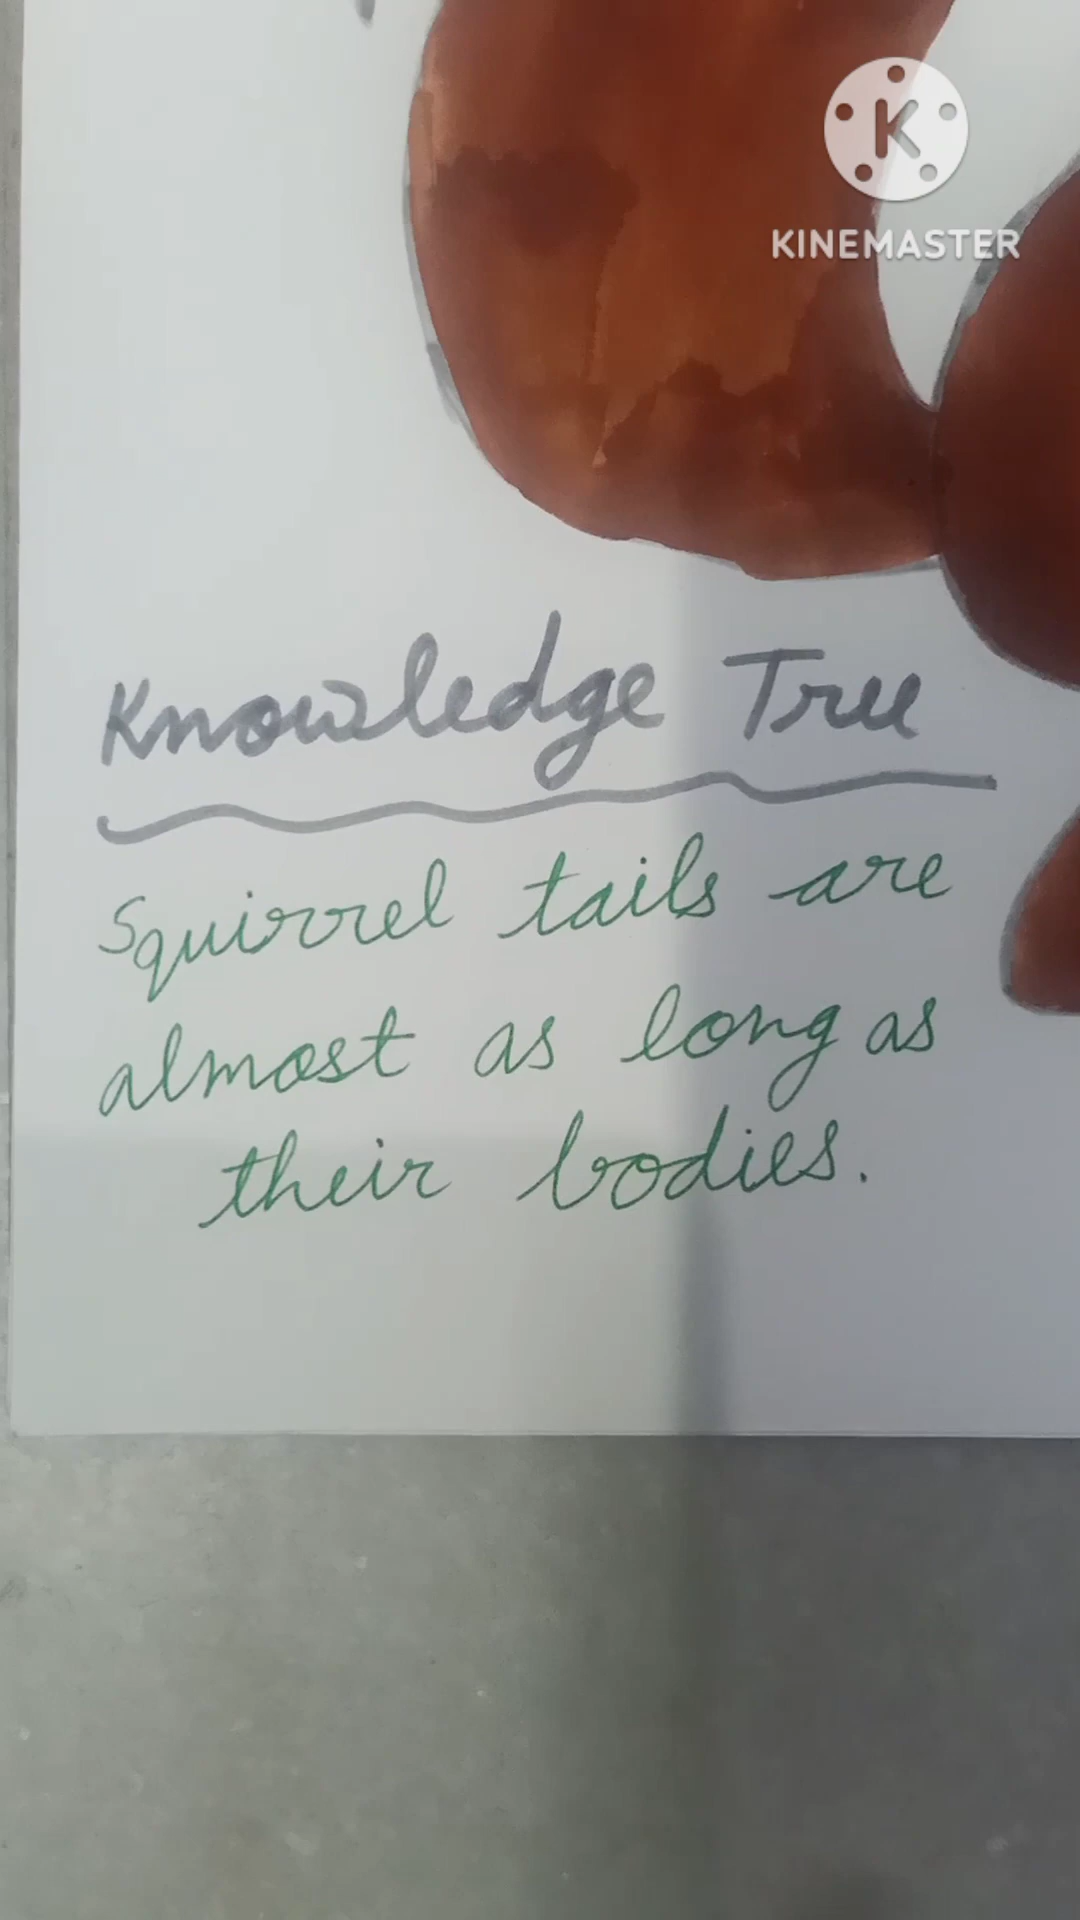 KINEMASTER
Knowledge Tree
Squirrel tails are
almost as long as
their bodies.